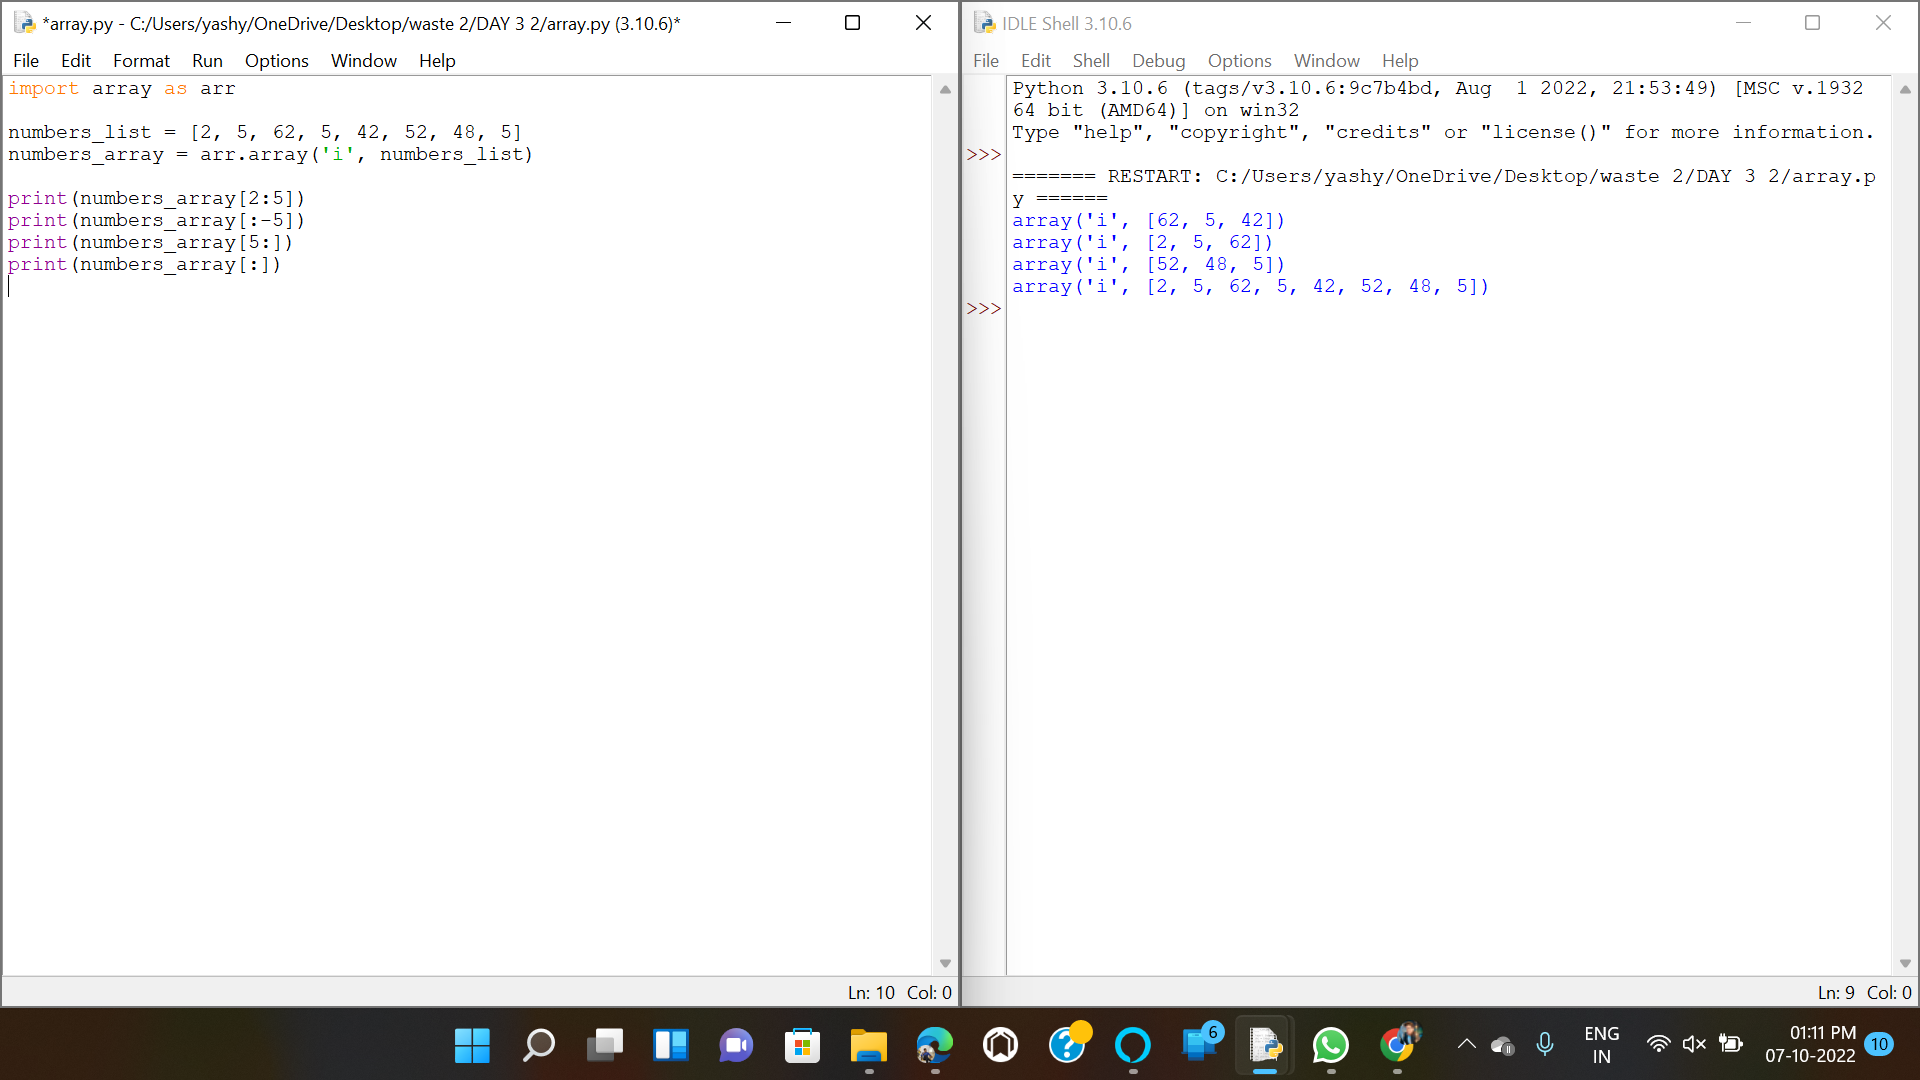 *array.py - C:/Users/yashy/OneDrive/Desktop/waste 2/DAY 3 2/array.py (3.10.6)*
File Edit Format Run Options Window Help
import array as arr
numbers_list = [2, 5, 62, 5, 42, 52, 48, 5]
numbers_array = arr.array('i', numbers_list)
print(numbers_array[2:5])
print(numbers_array[:-5])
print(numbers_array[5:])
print(numbers_array[:])
Ln: 10 Col: 0
IDLE Shell 3.10.6
File Edit Shell Debug Options Window Help
Python 3.10.6 (tags/v3.10.6:9c7b4bd, Aug  1 2022, 21:53:49) [MSC v.1932
64 bit (AMD64)] on win32
Type "help", "copyright", "credits" or "license()" for more information.
>>>
======= RESTART: C:/Users/yashy/OneDrive/Desktop/waste 2/DAY 3 2/array.p
y ======
array('i', [62, 5, 42])
array('i', [2, 5, 62])
array('i', [52, 48, 5])
array('i', [2, 5, 62, 5, 42, 52, 48, 5])
>>>
Ln: 9 Col: 0
6
ENG
IN
01:11 PM
07-10-2022
10